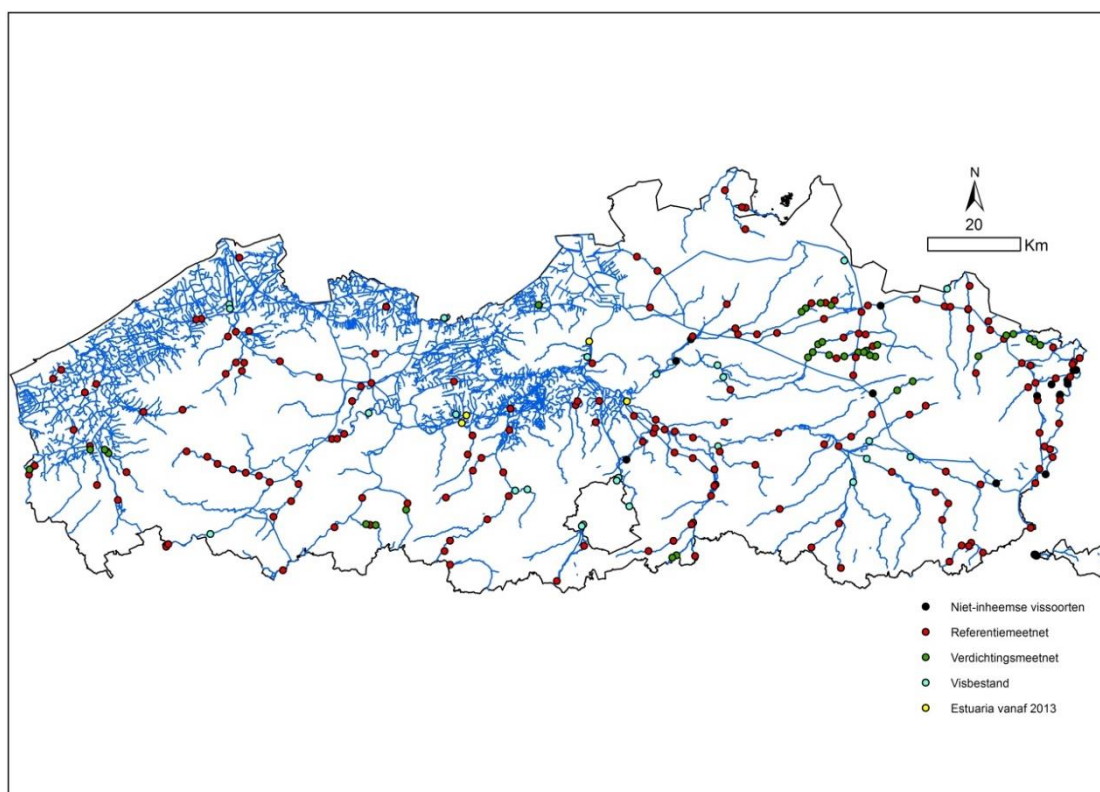 N
20
Km
Niet-inheemse vissoorten
Referentiemeetnet
Verdichtingsmeetnet
Visbestand
Estuaria vanaf 2013